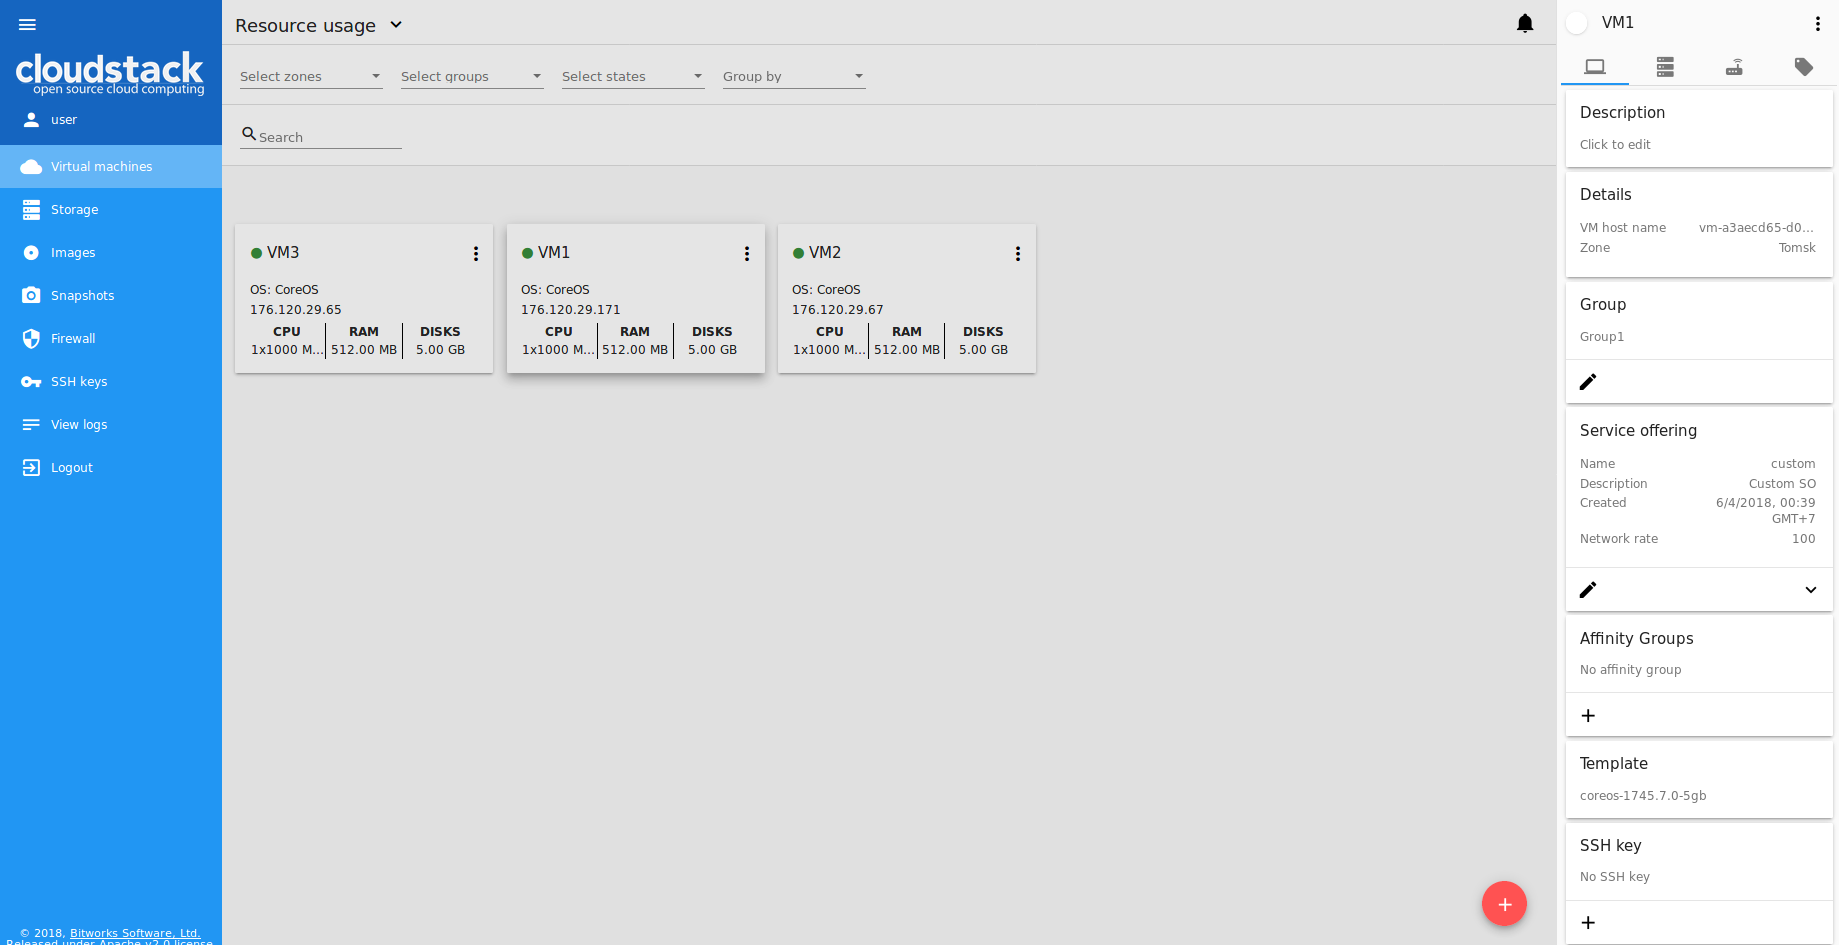 cloudstack
open source cloud computing
user
Virtual machines
Storage
Images
Snapshots
Firewall
SSH keys
View logs
Logout
© 2018, Bitworks Software, Ltd.
Released under Apache v2.0 license
Resource usage
Select zones
Select groups
Select states
Group by
Search
VM3
OS: CoreOS
176.120.29.65
CPU RAM DISKS
1x1000 M... 512.00 MB 5.00 GB
VM1
OS: CoreOS
176.120.29.171
CPU RAM DISKS
1x1000 M... 512.00 MB 5.00 GB
VM2
OS: CoreOS
176.120.29.67
CPU RAM DISKS
1x1000 M... 512.00 MB 5.00 GB
VM1
Description
Click to edit
Details
VM host name vm-a3aecd65-d0...
Zone Tomsk
Group
Group1
Service offering
Name custom
Description Custom SO
Created 6/4/2018, 00:39
GMT+7
Network rate 100
Affinity Groups
No affinity group
Template
coreos-1745.7.0-5gb
SSH key
No SSH key